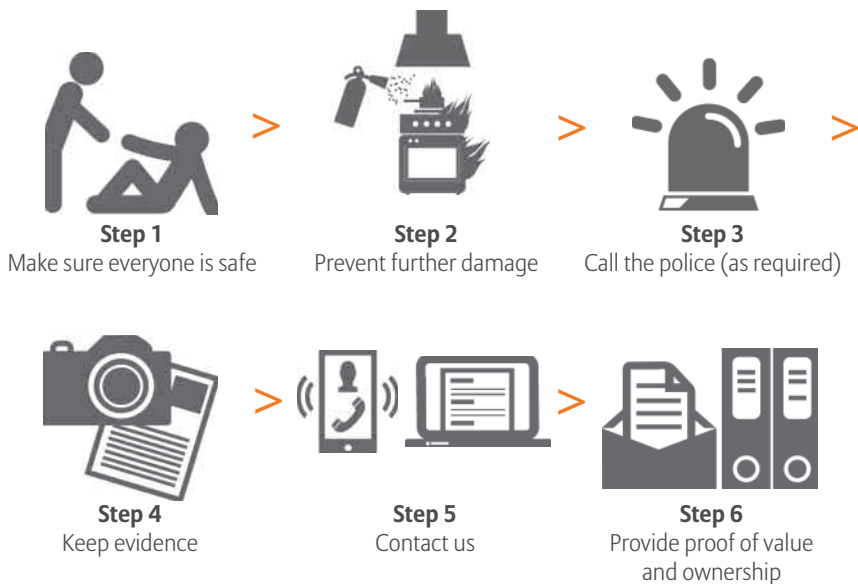 Step 1
Make sure everyone is safe
Step 2
Prevent further damage
Step 3
Call the police (as required)
Step 4
Keep evidence
Step 5
Contact us
Step 6
Provide proof of value
and ownership